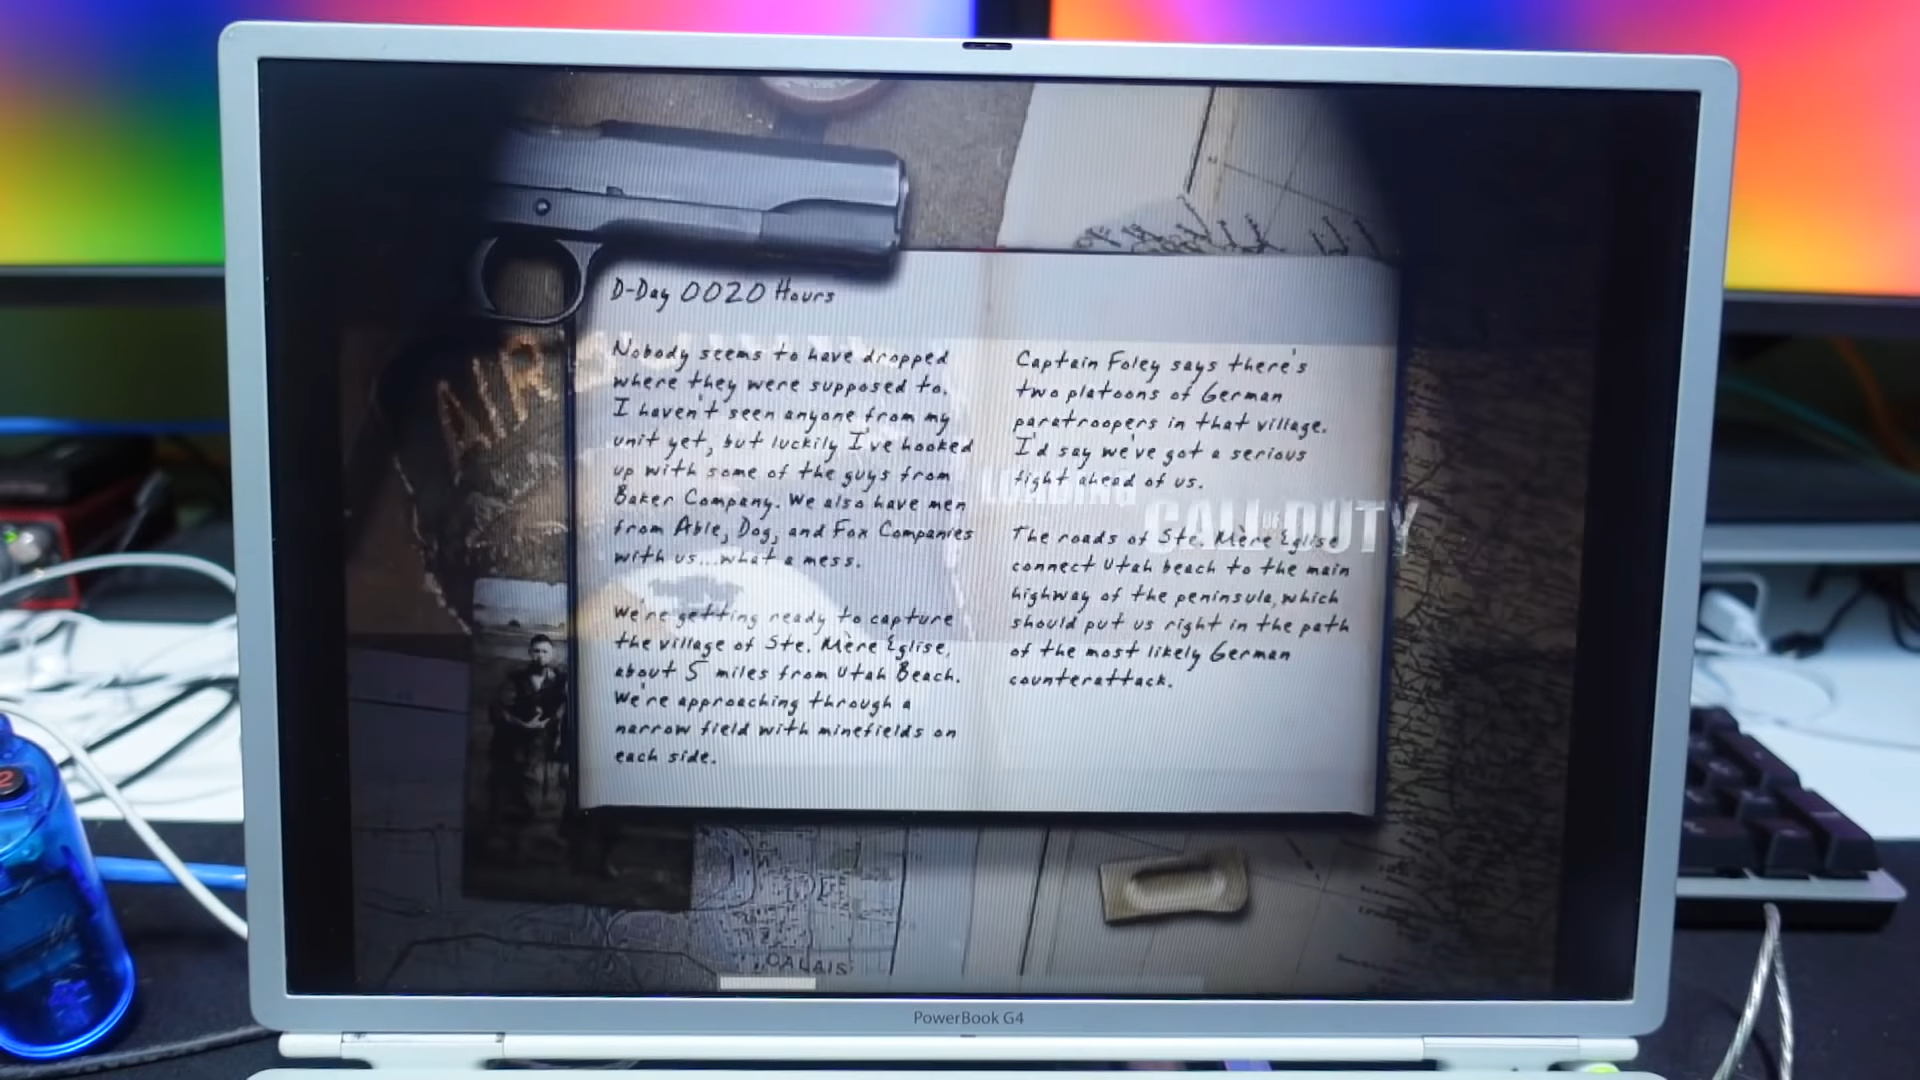 D-Day 0020 Hours
Nobody seems to have dropped
where they were supposed to.
I haven't seen anyone from my
unit yet, but luckily I've hooked
up with some of the guys from
Baker Company. We also have men
from Able, Dog, and Fox Companies
with us...what a mess.
We're getting ready to capture
the village of Ste. Mère Eglise,
about 5 miles from Utah Beach.
We're approaching through a
narrow field with minefields on
each side.
Captain Foley says there's
two platoons of German
paratroopers in that village.
I'd say we've got a serious
fight ahead of us.
The roads of Ste. Mère Eglise
connect Utah beach to the main
highway of the peninsula, which
should put us right in the path
of the most likely German
counterattack.
AIR
LOADING
CALL OF DUTY
CALAIS
PowerBook G4
2